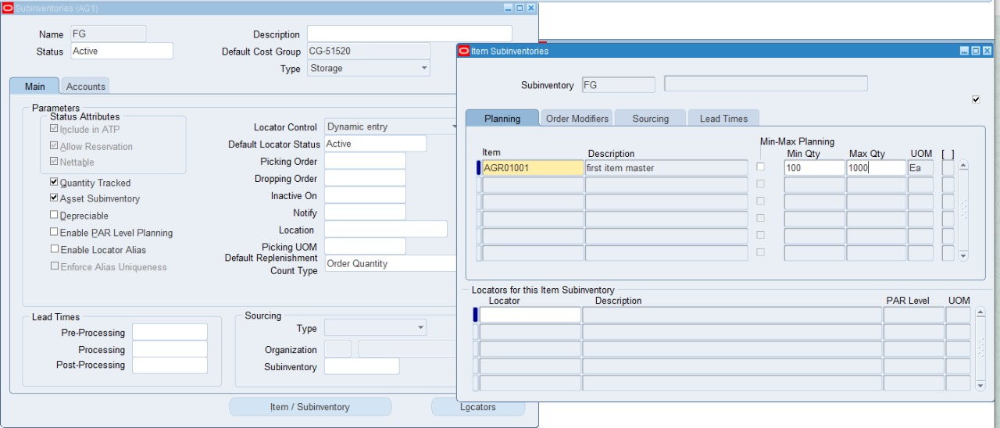 Subinventories (AG1)
Name FG
Description
Status Active
Default Cost Group CG-51520
Type Storage
Main Accounts
Parameters
Status Attributes
Include in ATP
Allow Reservation
Nettable
Quantity Tracked
Asset Subinventory
Depreciable
Enable PAR Level Planning
Enable Locator Alias
Enforce Alias Uniqueness
Locator Control Dynamic entry
Default Locator Status Active
Picking Order
Dropping Order
Inactive On
Notify
Location
Picking UOM
Default Replenishment
Count Type Order Quantity
Lead Times
Pre-Processing
Processing
Post-Processing
Sourcing
Type
Organization
Subinventory
Item / Subinventory Locators
Item Subinventories
Subinventory FG
Planning Order Modifiers Sourcing Lead Times
Min-Max Planning
Item Description Min Qty Max Qty UOM [ ]
AGR01001 first item master 100 1000 Ea
Locators for this Item Subinventory
Locator Description PAR Level UOM